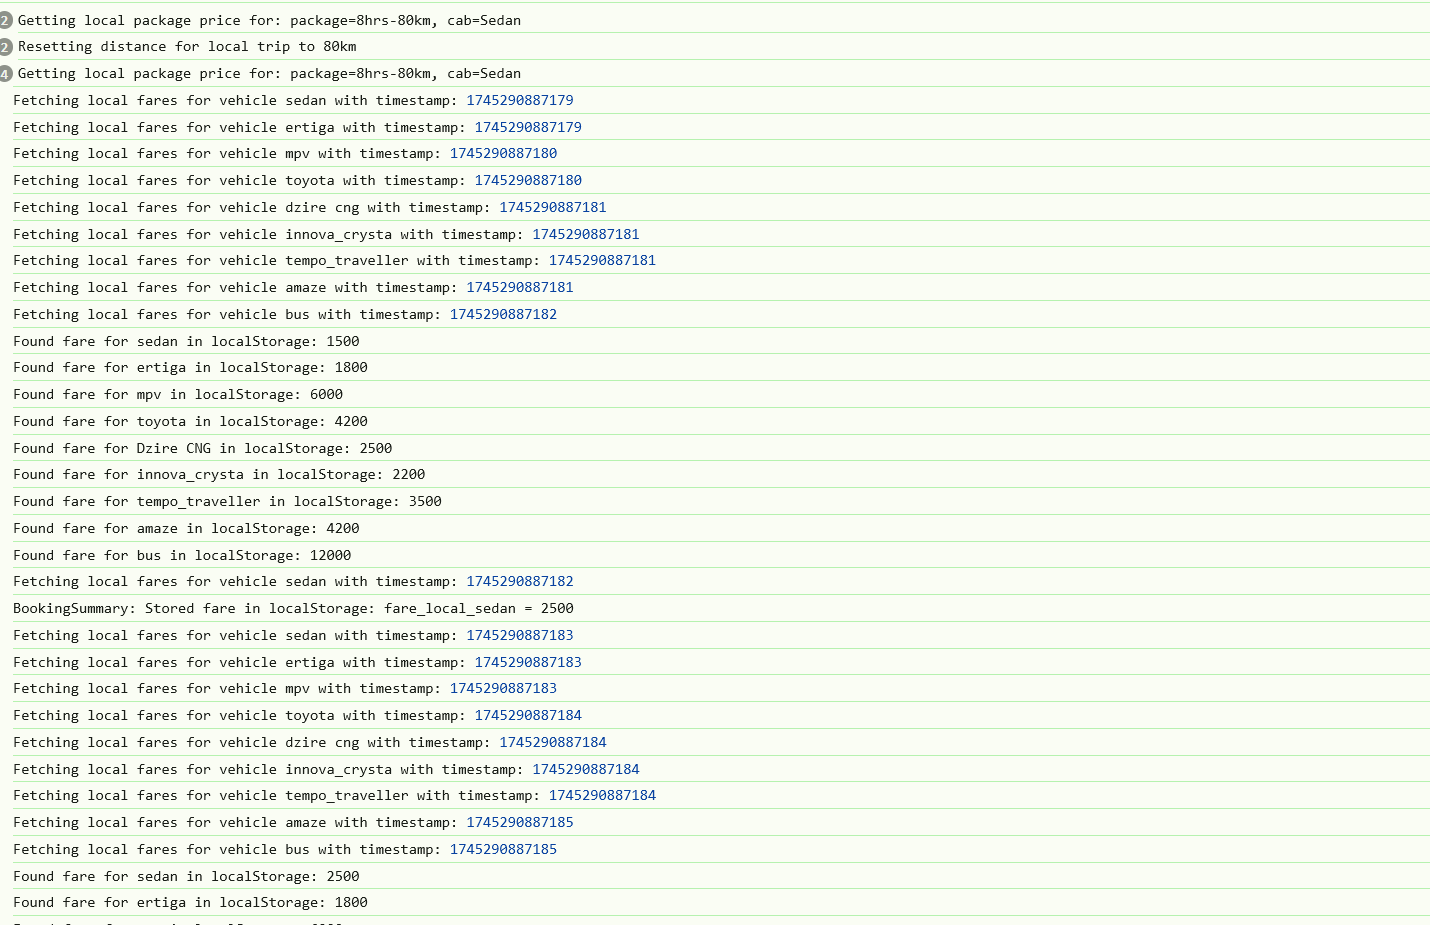 2 Getting local package price for: package=8hrs-80km, cab=Sedan
2 Resetting distance for local trip to 80km
4 Getting local package price for: package=8hrs-80km, cab=Sedan
Fetching local fares for vehicle sedan with timestamp: 1745290887179
Fetching local fares for vehicle ertiga with timestamp: 1745290887179
Fetching local fares for vehicle mpv with timestamp: 1745290887180
Fetching local fares for vehicle toyota with timestamp: 1745290887180
Fetching local fares for vehicle dzire cng with timestamp: 1745290887181
Fetching local fares for vehicle innova_crysta with timestamp: 1745290887181
Fetching local fares for vehicle tempo_traveller with timestamp: 1745290887181
Fetching local fares for vehicle amaze with timestamp: 1745290887181
Fetching local fares for vehicle bus with timestamp: 1745290887182
Found fare for sedan in localStorage: 1500
Found fare for ertiga in localStorage: 1800
Found fare for mpv in localStorage: 6000
Found fare for toyota in localStorage: 4200
Found fare for Dzire CNG in localStorage: 2500
Found fare for innova_crysta in localStorage: 2200
Found fare for tempo_traveller in localStorage: 3500
Found fare for amaze in localStorage: 4200
Found fare for bus in localStorage: 12000
Fetching local fares for vehicle sedan with timestamp: 1745290887182
BookingSummary: Stored fare in localStorage: fare_local_sedan = 2500
Fetching local fares for vehicle sedan with timestamp: 1745290887183
Fetching local fares for vehicle ertiga with timestamp: 1745290887183
Fetching local fares for vehicle mpv with timestamp: 1745290887183
Fetching local fares for vehicle toyota with timestamp: 1745290887184
Fetching local fares for vehicle dzire cng with timestamp: 1745290887184
Fetching local fares for vehicle innova_crysta with timestamp: 1745290887184
Fetching local fares for vehicle tempo_traveller with timestamp: 1745290887184
Fetching local fares for vehicle amaze with timestamp: 1745290887185
Fetching local fares for vehicle bus with timestamp: 1745290887185
Found fare for sedan in localStorage: 2500
Found fare for ertiga in localStorage: 1800